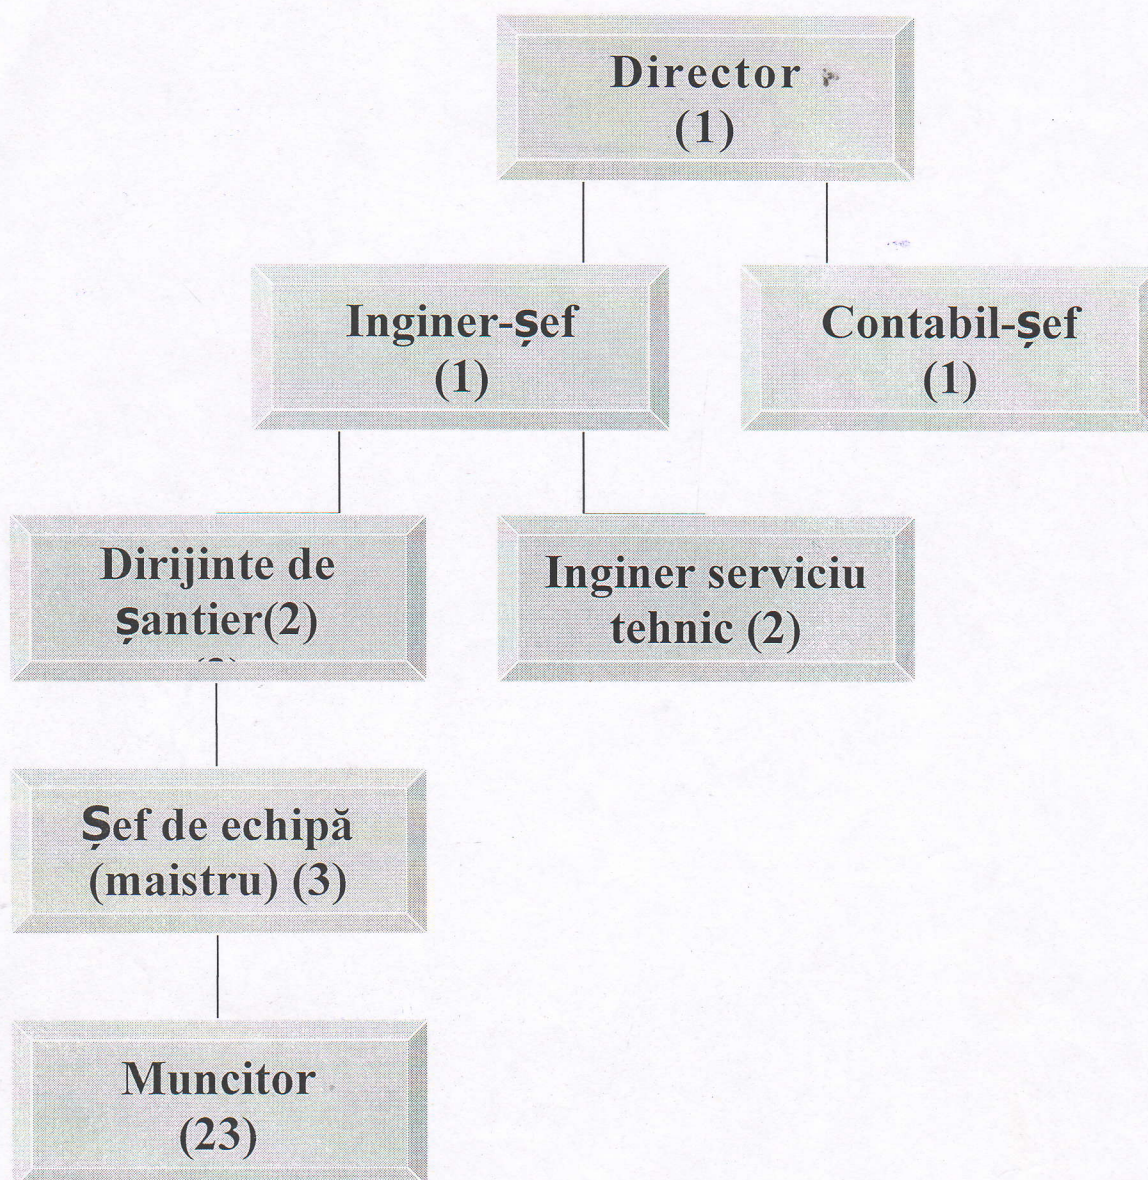 Director
(1)
Inginer-șef
(1)
Contabil-șef
(1)
Dirijinte de
șantier(2)
Inginer serviciu
tehnic (2)
Șef de echipă
(maistru) (3)
Muncitor
(23)